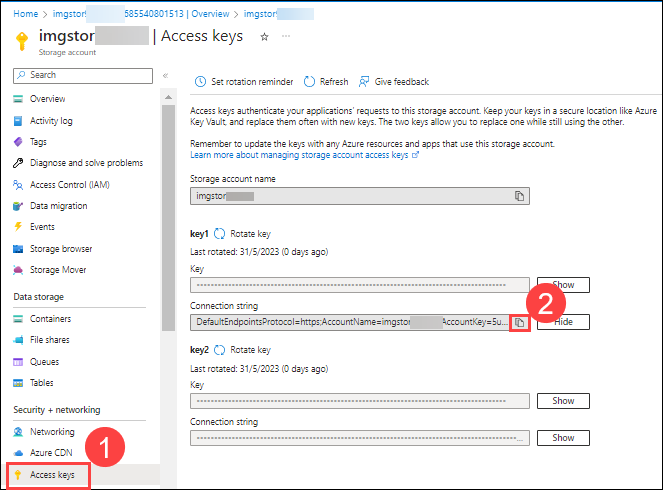 Home > imgstor 685540801513 | Overview > imgstor
imgstor | Access keys
Storage account
Search
Overview
Activity log
Tags
Diagnose and solve problems
Access Control (IAM)
Data migration
Events
Storage browser
Storage Mover
Data storage
Containers
File shares
Queues
Tables
Security + networking
Networking
Azure CDN
Access keys
1
Set rotation reminder Refresh Give feedback
Access keys authenticate your applications' requests to this storage account. Keep your keys in a secure location like Azure
Key Vault, and replace them often with new keys. The two keys allow you to replace one while still using the other.
Remember to update the keys with any Azure resources and apps that use this storage account.
Learn more about managing storage account access keys
Storage account name
imgstor
key1 Rotate key
Last rotated: 31/5/2023 (0 days ago)
Key
Show
Connection string
2
DefaultEndpointsProtocol=https;AccountName=imgstor AccountKey=5u... Hide
key2 Rotate key
Last rotated: 31/5/2023 (0 days ago)
Key
Show
Connection string
Show